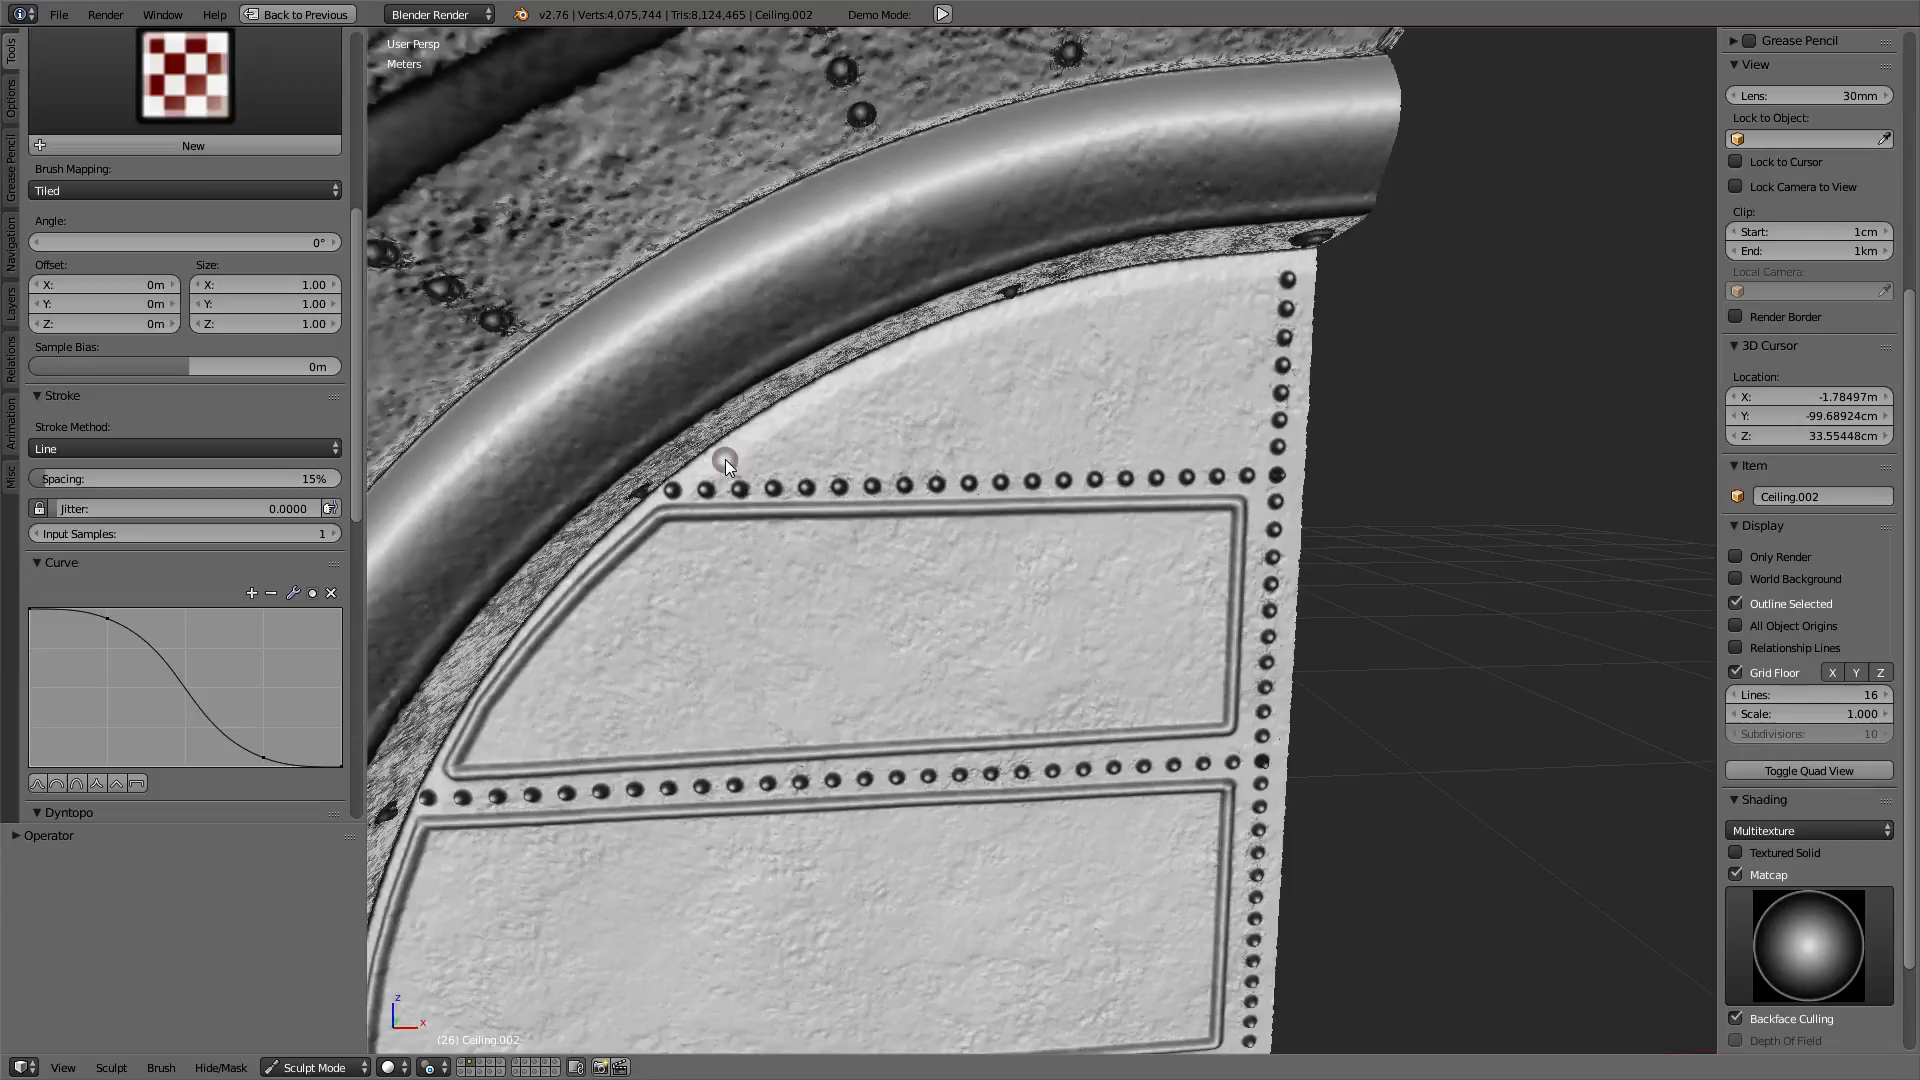 File Render Window Help Back to Previous Blender Render v2.76 | Verts:4,075,744 | Tris:8,124,465 | Ceiling.002 Demo Mode:
User Persp
Meters
Tools
Options
Grease Pencil
Navigation
Layers
Relations
Animation
Misc
New
Brush Mapping:
Tiled
Angle:
0°
Offset: Size:
X: 0m X: 1.00
Y: 0m Y: 1.00
Z: 0m Z: 1.00
Sample Bias:
0m
Stroke
Stroke Method:
Line
Spacing: 15%
Jitter: 0.0000
Input Samples: 1
Curve
Dyntopo
Operator
Grease Pencil
View
Lens: 30mm
Lock to Object:
Lock to Cursor
Lock Camera to View
Clip:
Start: 1cm
End: 1km
Local Camera:
Render Border
3D Cursor
Location:
X: -1.78497m
Y: -99.68924cm
Z: 33.55448cm
Item
Ceiling.002
Display
Only Render
World Background
Outline Selected
All Object Origins
Relationship Lines
Grid Floor X Y Z
Lines: 16
Scale: 1.000
Subdivisions: 10
Toggle Quad View
Shading
Multitexture
Textured Solid
Matcap
Backface Culling
Depth Of Field
z
x
(26) Ceiling.002
View Sculpt Brush Hide/Mask Sculpt Mode